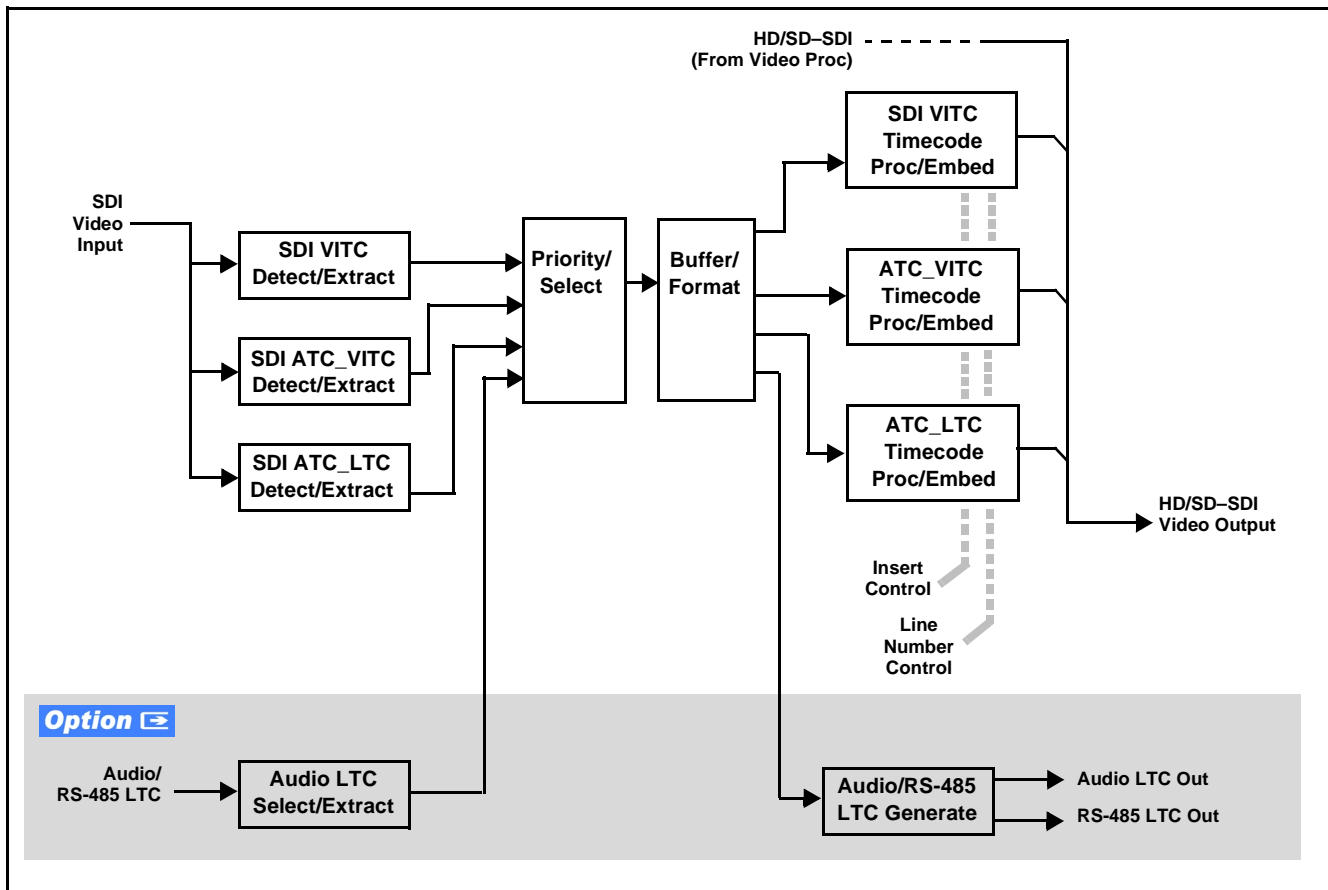 HD/SD–SDI
(From Video Proc)
SDI VITC
Timecode
Proc/Embed
SDI
Video
Input
SDI VITC
Detect/Extract
Priority/
Select
Buffer/
Format
ATC_VITC
Timecode
Proc/Embed
SDI ATC_VITC
Detect/Extract
ATC_LTC
Timecode
Proc/Embed
SDI ATC_LTC
Detect/Extract
HD/SD–SDI
Video Output
Insert
Control
Line
Number
Control
Option
Audio/
RS-485 LTC
Audio LTC
Select/Extract
Audio/RS-485
LTC Generate
Audio LTC Out
RS-485 LTC Out